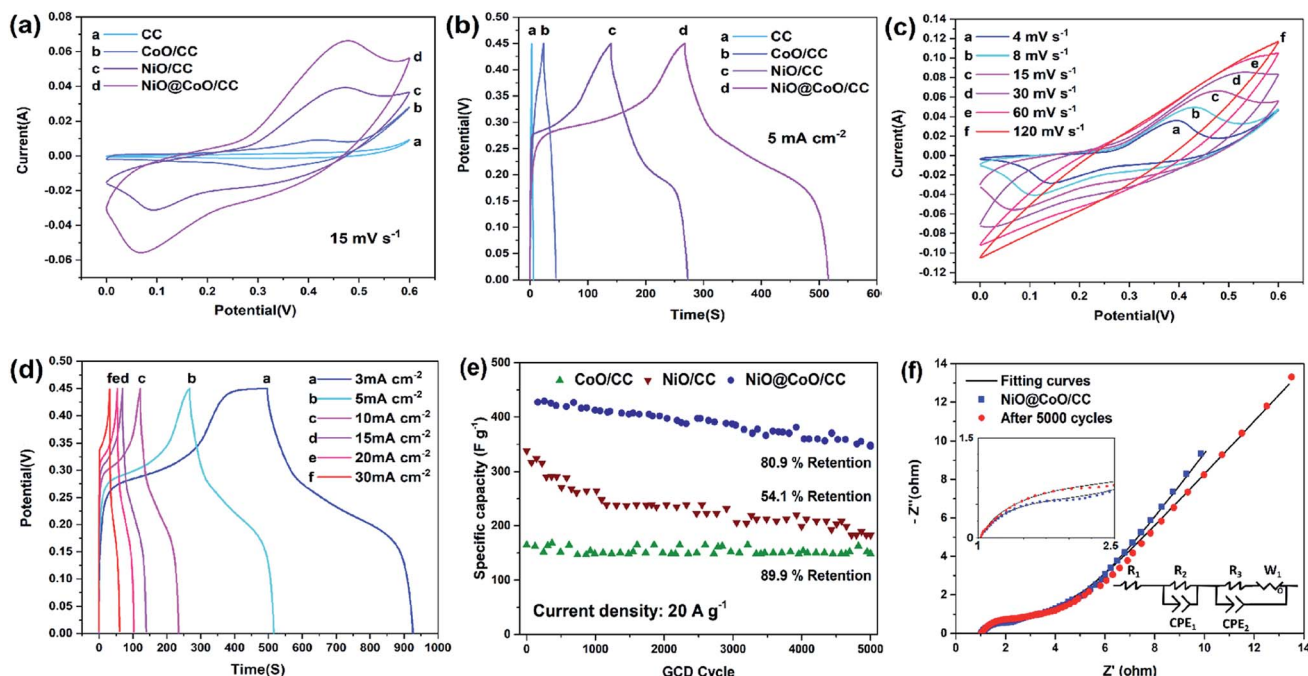 (a)
a CC
b CoO/CC
c NiO/CC
d NiO@CoO/CC
d
c
b
a
15 mV s⁻¹
0.08
0.06
0.04
0.02
0.00
-0.02
-0.04
-0.06
Current(A)
0.0 0.1 0.2 0.3 0.4 0.5 0.6
Potential(V)
(b)
a b c d
a CC
b CoO/CC
c NiO/CC
d NiO@CoO/CC
5 mA cm⁻²
0.50
0.45
0.40
0.35
0.30
0.25
0.20
0.15
0.10
0.05
0.00
Potential(V)
0 100 200 300 400 500 600
Time(S)
(c)
a 4 mV s⁻¹
b 8 mV s⁻¹
c 15 mV s⁻¹
d 30 mV s⁻¹
e 60 mV s⁻¹
f 120 mV s⁻¹
f
e
d
c
b
a
0.14
0.12
0.10
0.08
0.06
0.04
0.02
0.00
-0.02
-0.04
-0.06
-0.08
-0.10
-0.12
Current(A)
0.0 0.1 0.2 0.3 0.4 0.5 0.6
Potential(V)
(d)
f e d c b a
a 3mA cm⁻²
b 5mA cm⁻²
c 10mA cm⁻²
d 15mA cm⁻²
e 20mA cm⁻²
f 30mA cm⁻²
0.50
0.45
0.40
0.35
0.30
0.25
0.20
0.15
0.10
0.05
0.00
Potential(V)
0 100 200 300 400 500 600 700 800 900 1000
Time(S)
(e)
CoO/CC NiO/CC NiO@CoO/CC
80.9 % Retention
54.1 % Retention
89.9 % Retention
Current density: 20 A g⁻¹
500
400
300
200
100
0
Specific capacity (F g⁻¹)
0 1000 2000 3000 4000 5000
GCD Cycle
(f)
Fitting curves
NiO@CoO/CC
After 5000 cycles
1.5
1 2.5
R₁ R₂ R₃ W₁
CPE₁ CPE₂
14
12
10
8
6
4
2
0
- Z'' (ohm)
0 2 4 6 8 10 12 14
Z' (ohm)